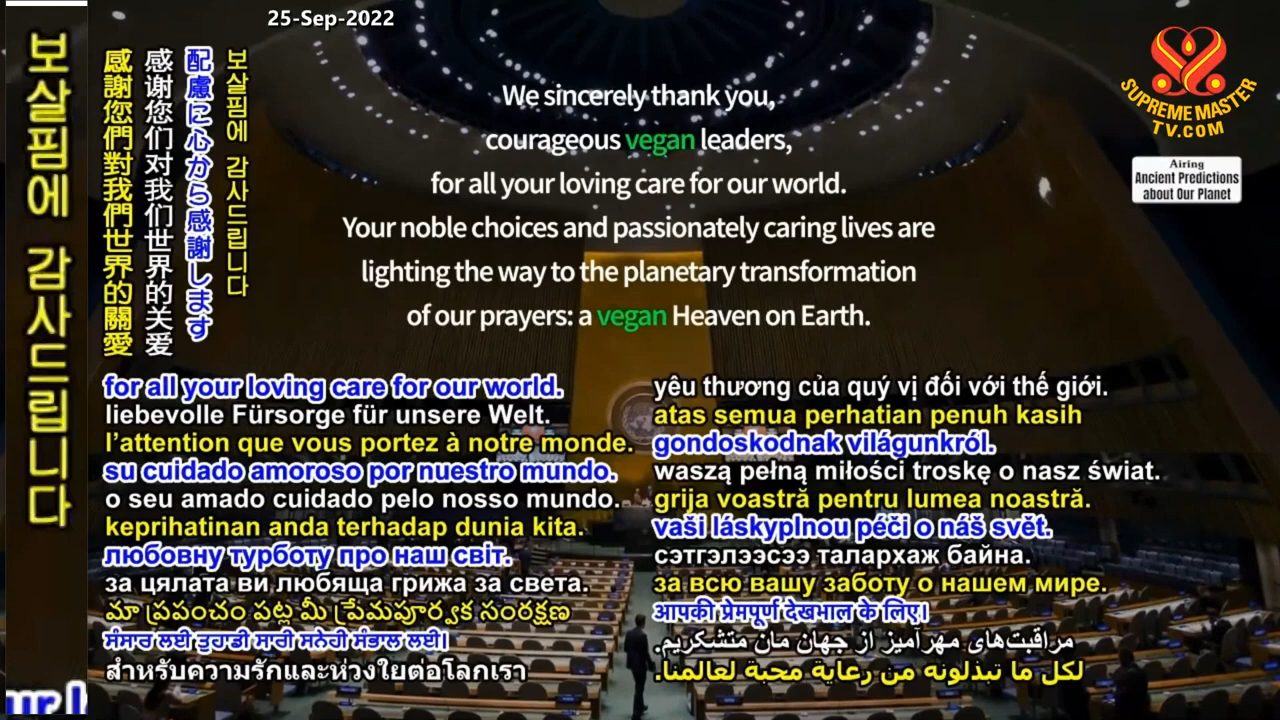 25-Sep-2022
보살핌에 감사드립니다
感謝您們對我們世界的關愛
感谢您们对我们世界的关爱
配慮に心から感謝します
보살핌에 감사드립니다
We sincerely thank you,
courageous vegan leaders,
for all your loving care for our world.
Your noble choices and passionately caring lives are
lighting the way to the planetary transformation
of our prayers: a vegan Heaven on Earth.
SUPREME MASTER
TV.COM
Airing
Ancient Predictions
about Our Planet
for all your loving care for our world.
liebevolle Fürsorge für unsere Welt.
l'attention que vous portez à notre monde.
su cuidado amoroso por nuestro mundo.
o seu amado cuidado pelo nosso mundo.
keprihatinan anda terhadap dunia kita.
любовну турботу про наш світ.
за цялата ви любяща грижа за света.
మా ప్రపంచం పట్ల మీ ప్రేమపూర్వక సంరక్షణ
ਸੰਸਾਰ ਲਈ ਤੁਹਾਡੀ ਸਾਰੀ ਸਨੇਹੀ ਸੰਭਾਲ ਲਈ।
สำหรับความรักและห่วงใยต่อโลกเรา
yêu thương của quý vị đối với thế giới.
atas semua perhatian penuh kasih
gondoskodnak világunkról.
waszą pełną miłości troskę o nasz świat.
grija voastră pentru lumea noastră.
vaši láskyplnou péči o náš svět.
сэтгэлээсээ талархаж байна.
за всю вашу заботу о нашем мире.
आपकी प्रेमपूर्ण देखभाल के लिए।
مراقبت‌های مهرآمیز از جهان مان متشکریم.
لكل ما تبذلونه من رعاية محبة لعالمنا.